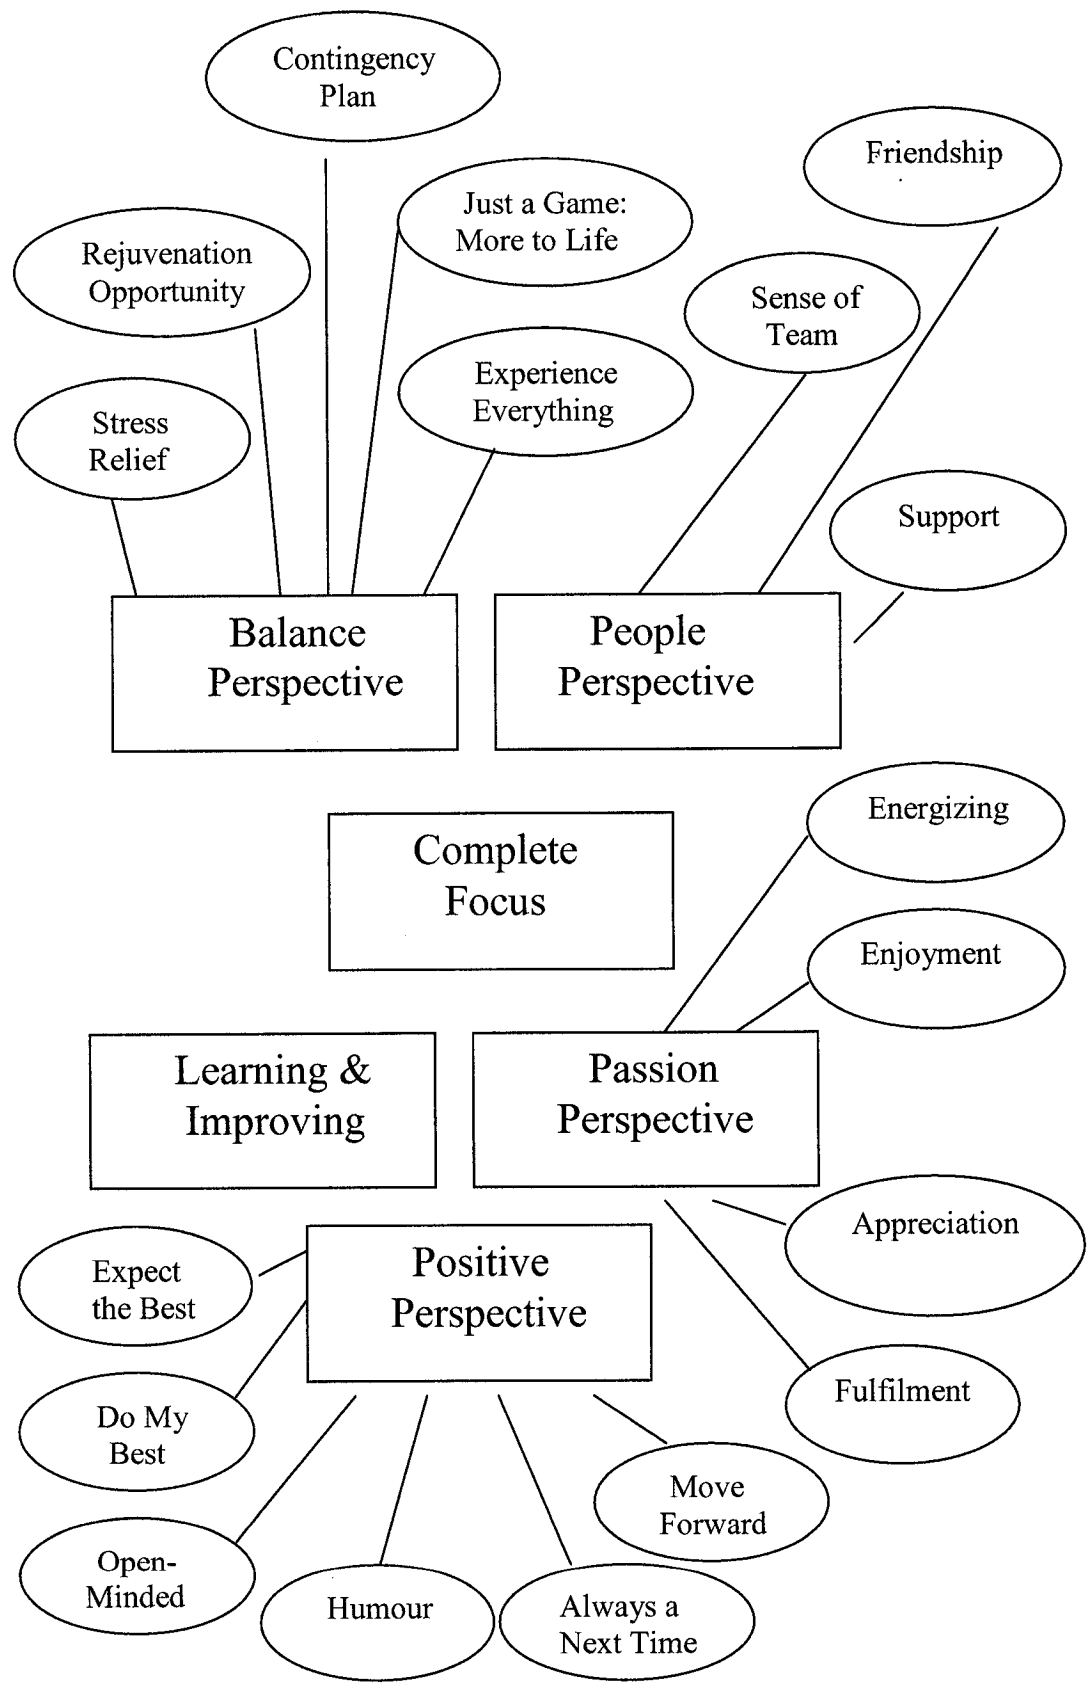 Contingency
Plan
Friendship
Just a Game:
More to Life
Rejuvenation
Opportunity
Sense of
Team
Experience
Everything
Stress
Relief
Support
Balance
Perspective
People
Perspective
Energizing
Complete
Focus
Enjoyment
Learning &
Improving
Passion
Perspective
Appreciation
Positive
Perspective
Expect
the Best
Fulfilment
Do My
Best
Move
Forward
Open-
Minded
Humour
Always a
Next Time